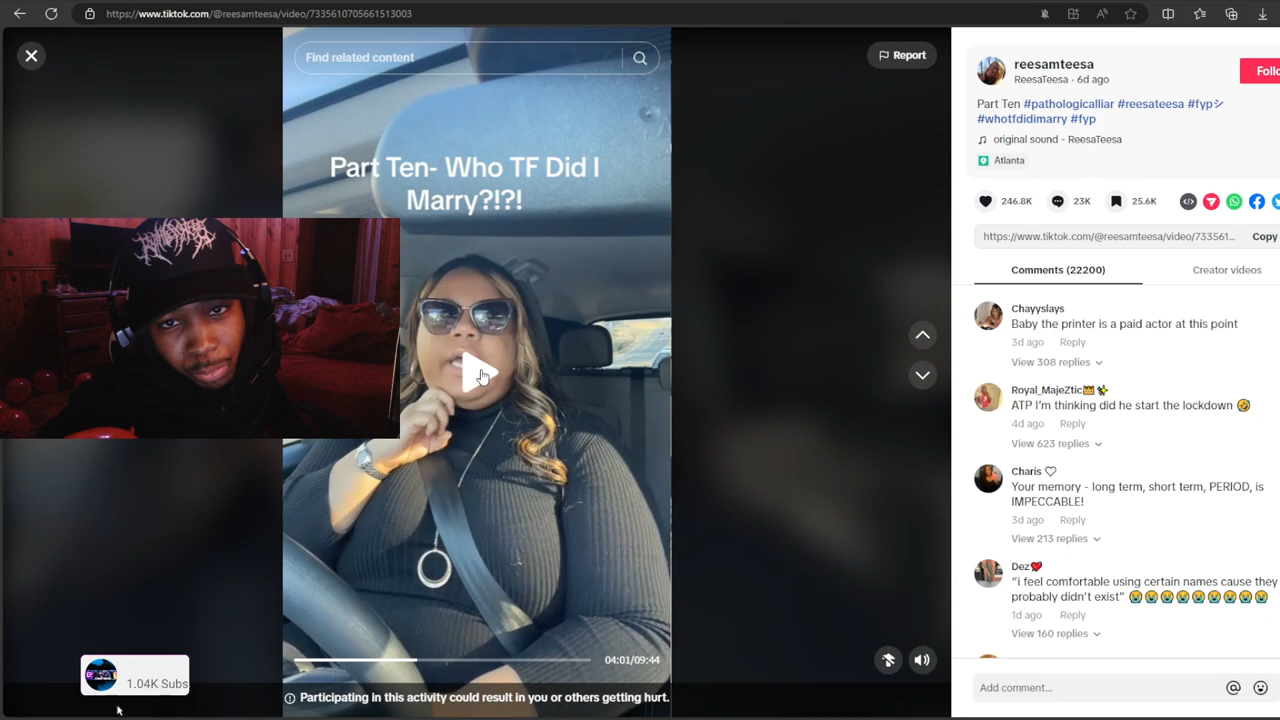 https://www.tiktok.com/@reesamteesa/video/7335610705661513003
Find related content
Report
Part Ten- Who TF Did I
Marry?!?!
04:01/09:44
Participating in this activity could result in you or others getting hurt.
1.04K Subs
reesamteesa
ReesaTeesa · 6d ago
Follo
Part Ten #pathologicalliar #reesateesa #fypシ
#whotfdidimarry #fyp
original sound - ReesaTeesa
Atlanta
246.8K
23K
25.6K
https://www.tiktok.com/@reesamteesa/video/733561...
Copy
Comments (22200)
Creator videos
Chayyslays
Baby the printer is a paid actor at this point
3d ago Reply
View 308 replies
Royal_MajeZtic👑
ATP I'm thinking did he start the lockdown 🤣
4d ago Reply
View 623 replies
Charis ♡
Your memory - long term, short term, PERIOD, is
IMPECCABLE!
3d ago Reply
View 213 replies
Dez❤️
“i feel comfortable using certain names cause they
probably didn’t exist” 😭😭😭😭😭😭😭😭😭
1d ago Reply
View 160 replies
Add comment...